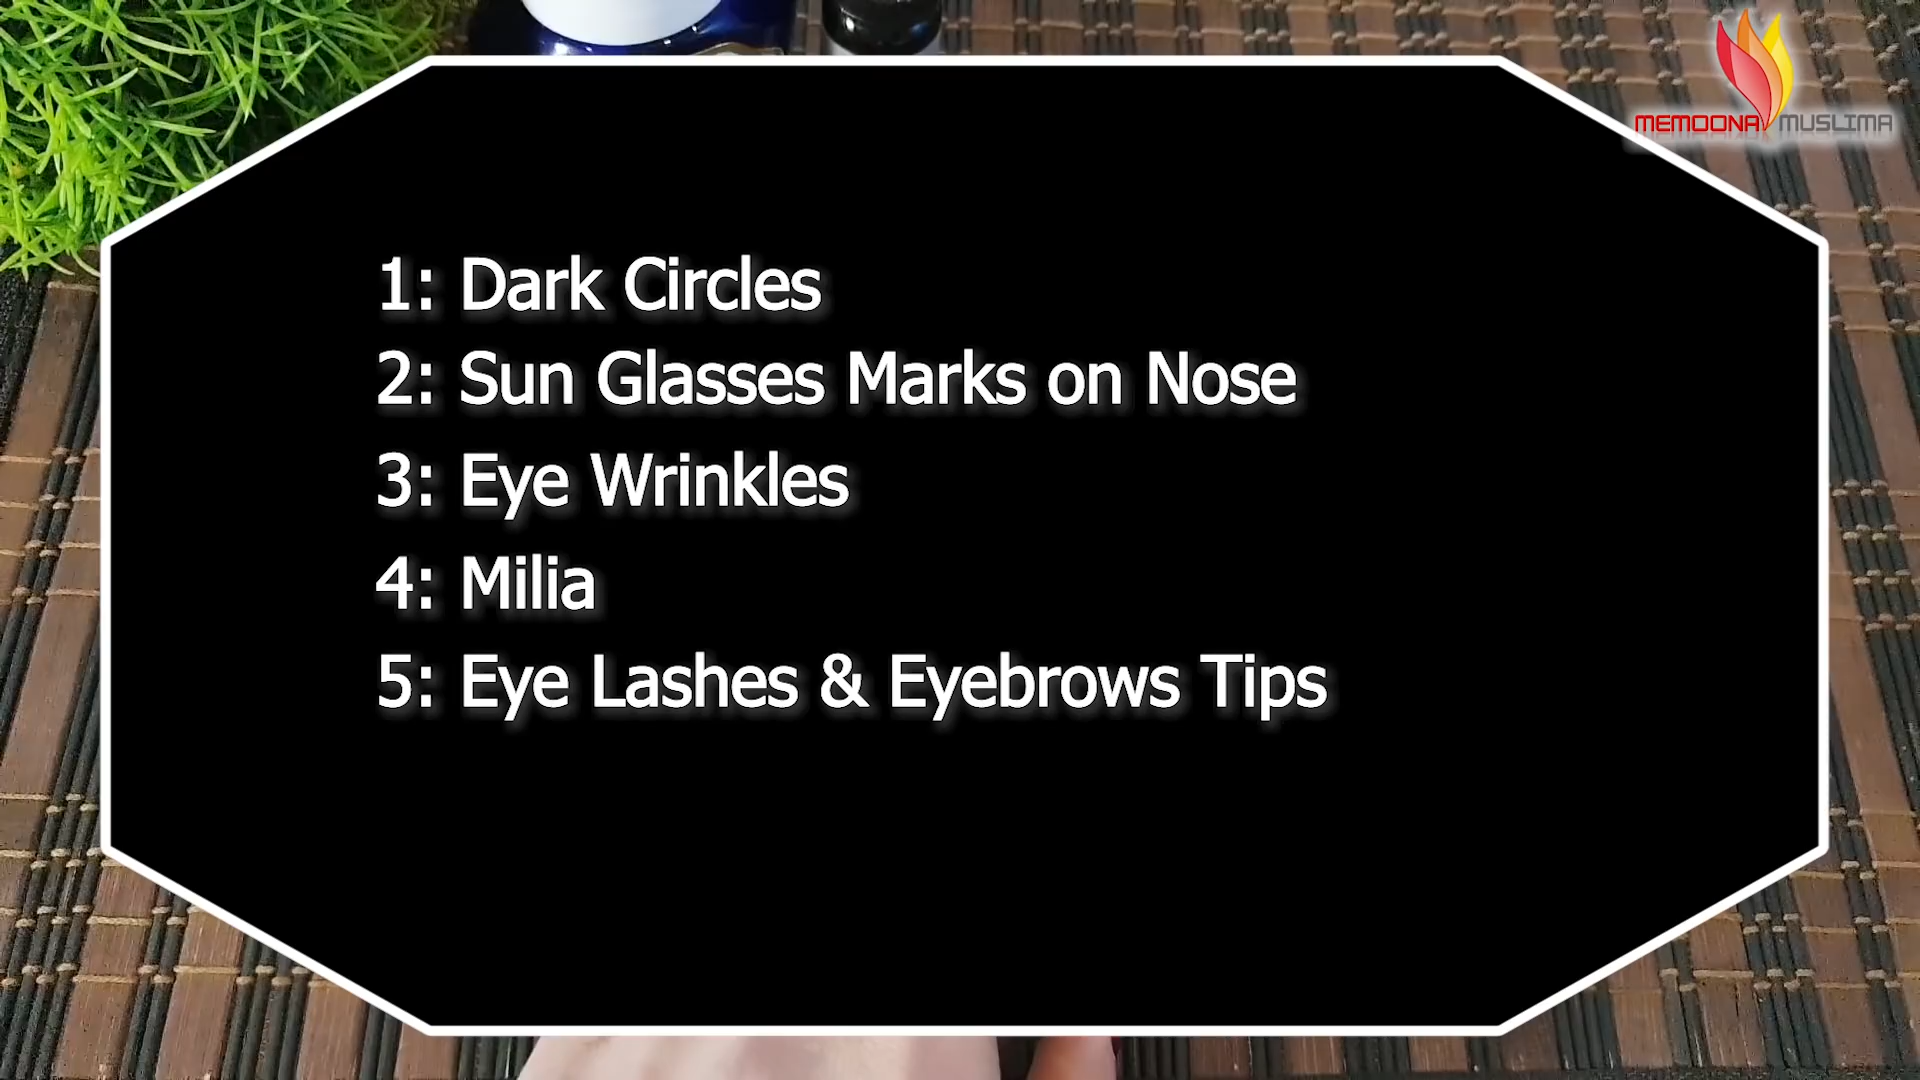 MEMOONA MUSLIMA
1: Dark Circles
2: Sun Glasses Marks on Nose
3: Eye Wrinkles
4: Milia
5: Eye Lashes & Eyebrows Tips